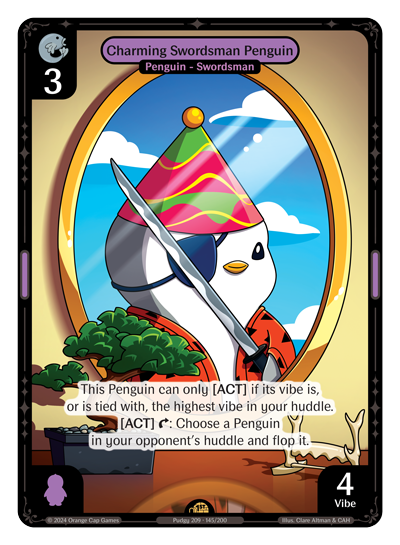 3
Charming Swordsman Penguin
Penguin - Swordsman
This Penguin can only [ACT] if its vibe is,
or is tied with, the highest vibe in your huddle.
[ACT] ↱: Choose a Penguin
in your opponent's huddle and flop it.
4
Vibe
© 2024 Orange Cap Games
Pudgy 209 · 145/200
Illus. Clare Altman & CAH